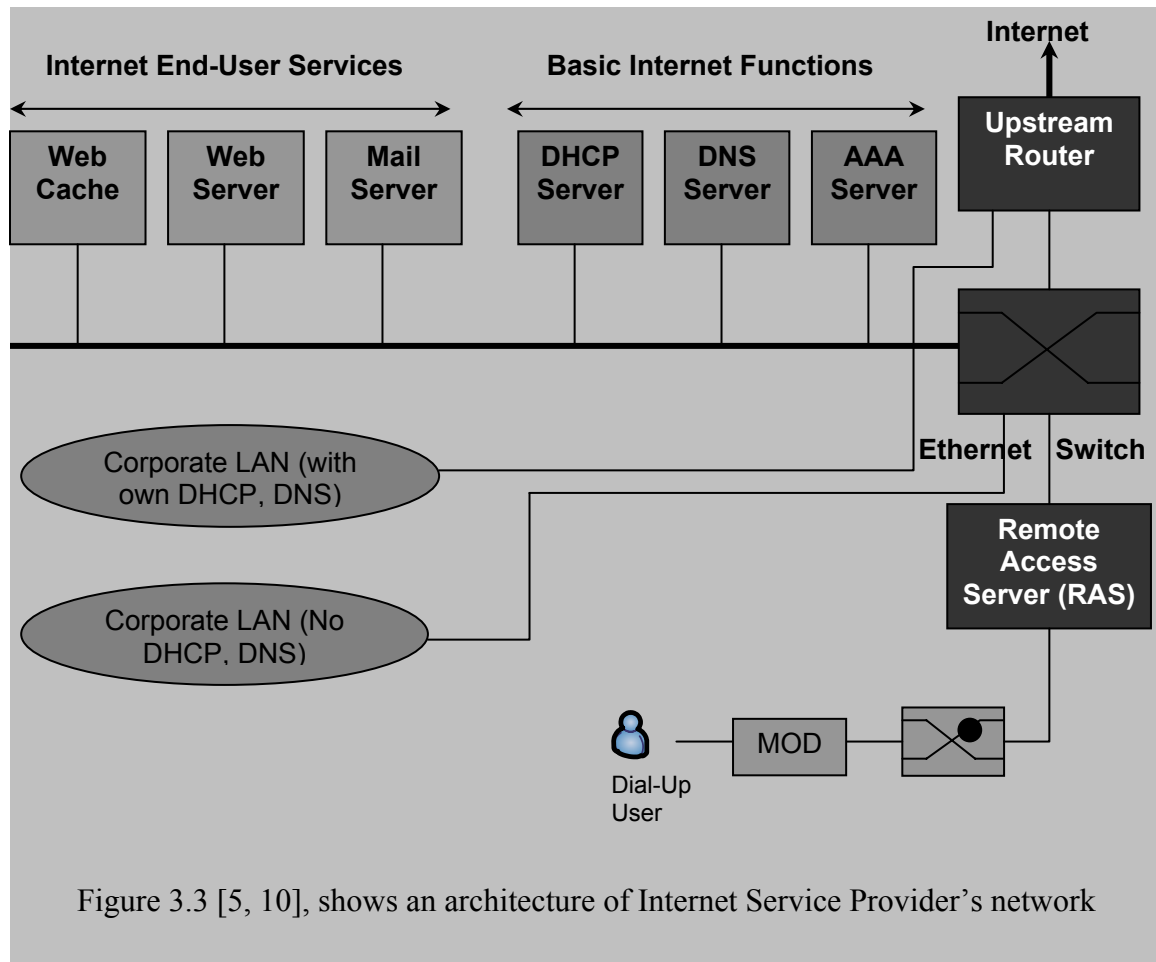 Internet
Internet End-User Services
Basic Internet Functions
Web
Cache
Web
Server
Mail
Server
DHCP
Server
DNS
Server
AAA
Server
Upstream
Router
Corporate LAN (with
own DHCP, DNS)
Ethernet Switch
Remote
Access
Server (RAS)
Corporate LAN (No
DHCP, DNS)
MOD
Dial-Up
User
Figure 3.3 [5, 10], shows an architecture of Internet Service Provider’s network